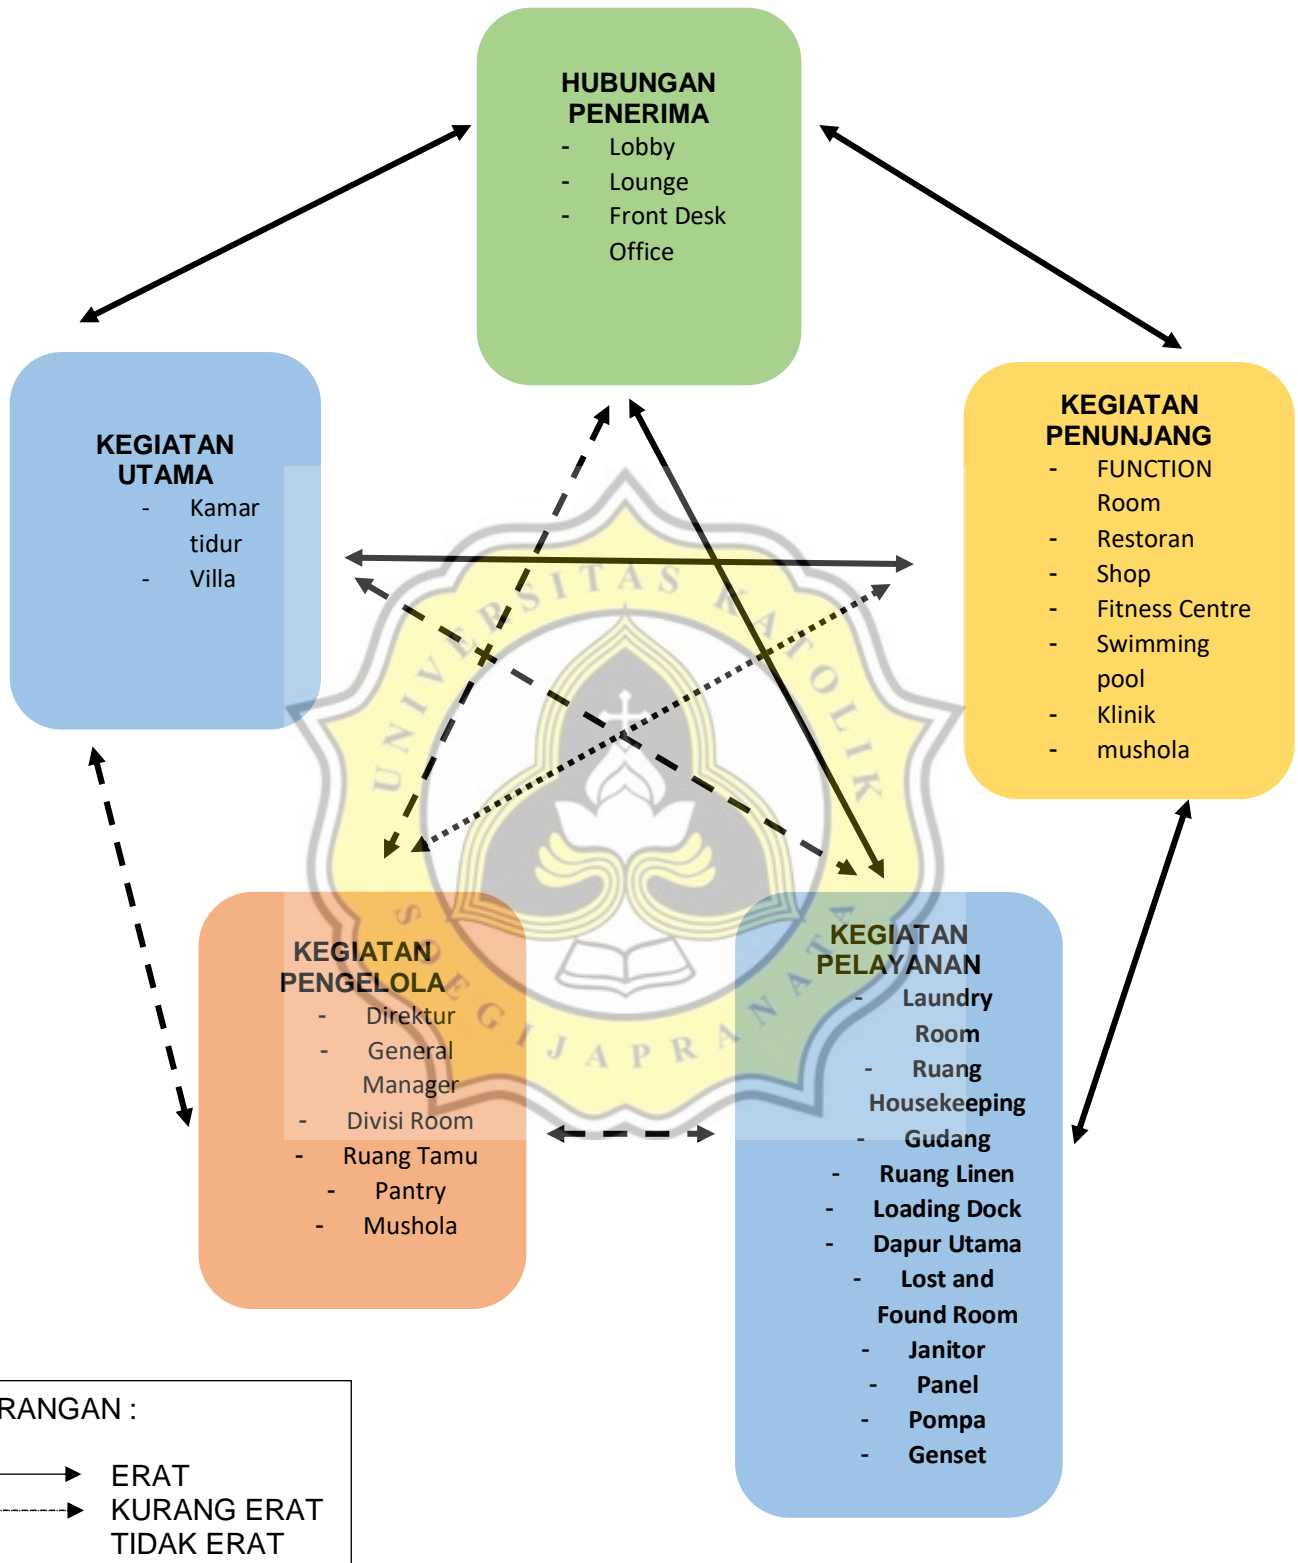 HUBUNGAN
PENERIMA
- Lobby
- Lounge
- Front Desk
Office
KEGIATAN
UTAMA
- Kamar
tidur
- Villa
KEGIATAN
PENUNJANG
- FUNCTION
Room
- Restoran
- Shop
- Fitness Centre
- Swimming
pool
- Klinik
- mushola
UNIVERSITAS KATOLIK
SOEGIJAPRANATA
KEGIATAN
PENGELOLA
- Direktur
- General
Manager
- Divisi Room
- Ruang Tamu
- Pantry
- Mushola
KEGIATAN
PELAYANAN
- Laundry
Room
- Ruang
Housekeeping
- Gudang
- Ruang Linen
- Loading Dock
- Dapur Utama
- Lost and
Found Room
- Janitor
- Panel
- Pompa
- Genset
RANGAN :
ERAT
KURANG ERAT
TIDAK ERAT